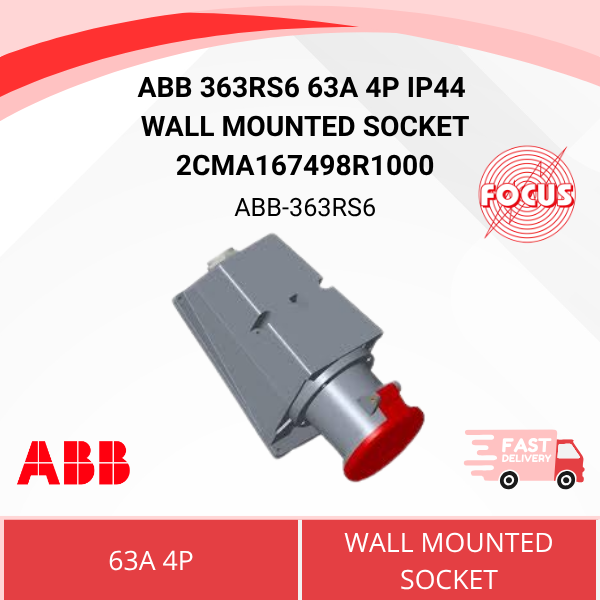 ABB 363RS6 63A 4P IP44
WALL MOUNTED SOCKET
2CMA167498R1000
ABB-363RS6
FOCUS
ABB
FAST
DELIVERY
63A 4P
WALL MOUNTED
SOCKET